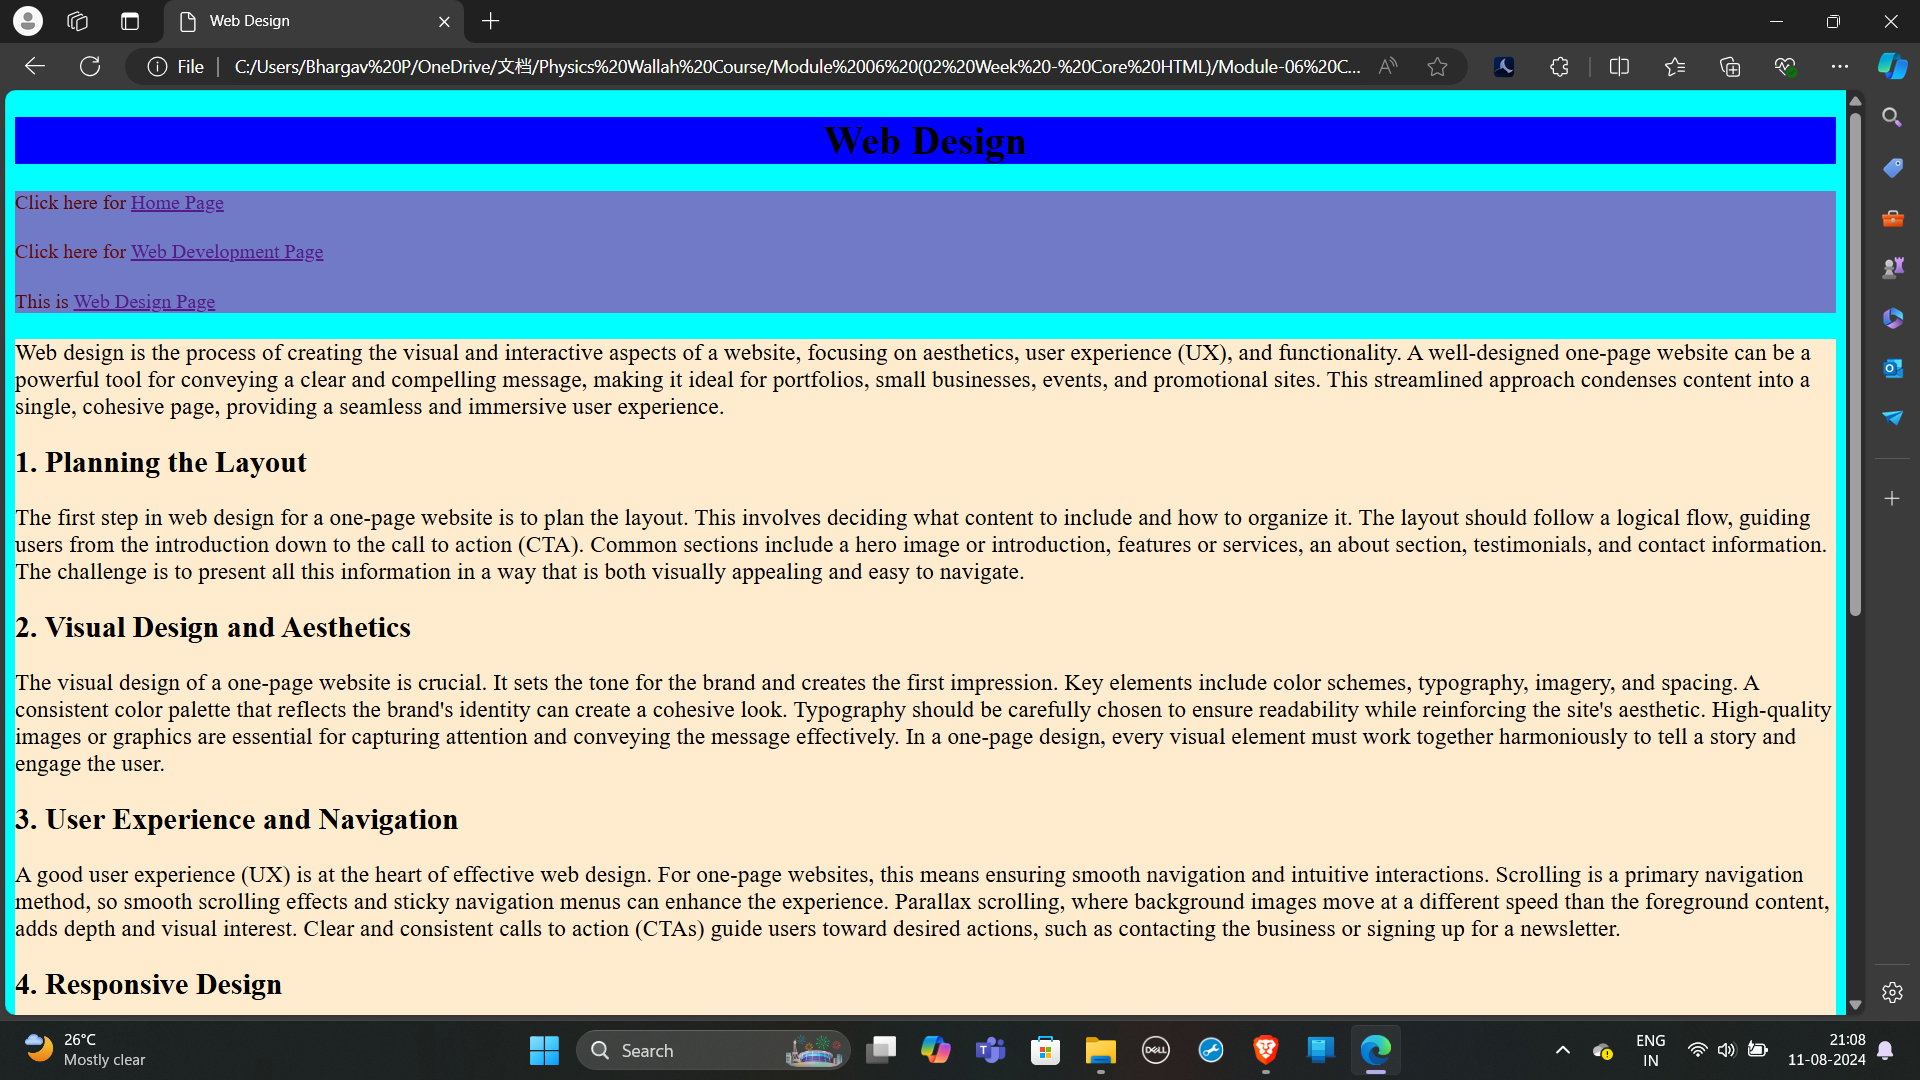 Web Design
File
C:/Users/Bhargav%20P/OneDrive/文档/Physics%20Wallah%20Course/Module%2006%20(02%20Week%20-%20Core%20HTML)/Module-06%20C...
Web Design
Click here for Home Page
Click here for Web Development Page
This is Web Design Page
Web design is the process of creating the visual and interactive aspects of a website, focusing on aesthetics, user experience (UX), and functionality. A well-designed one-page website can be a
powerful tool for conveying a clear and compelling message, making it ideal for portfolios, small businesses, events, and promotional sites. This streamlined approach condenses content into a
single, cohesive page, providing a seamless and immersive user experience.
1. Planning the Layout
The first step in web design for a one-page website is to plan the layout. This involves deciding what content to include and how to organize it. The layout should follow a logical flow, guiding
users from the introduction down to the call to action (CTA). Common sections include a hero image or introduction, features or services, an about section, testimonials, and contact information.
The challenge is to present all this information in a way that is both visually appealing and easy to navigate.
2. Visual Design and Aesthetics
The visual design of a one-page website is crucial. It sets the tone for the brand and creates the first impression. Key elements include color schemes, typography, imagery, and spacing. A
consistent color palette that reflects the brand's identity can create a cohesive look. Typography should be carefully chosen to ensure readability while reinforcing the site's aesthetic. High-quality
images or graphics are essential for capturing attention and conveying the message effectively. In a one-page design, every visual element must work together harmoniously to tell a story and
engage the user.
3. User Experience and Navigation
A good user experience (UX) is at the heart of effective web design. For one-page websites, this means ensuring smooth navigation and intuitive interactions. Scrolling is a primary navigation
method, so smooth scrolling effects and sticky navigation menus can enhance the experience. Parallax scrolling, where background images move at a different speed than the foreground content,
adds depth and visual interest. Clear and consistent calls to action (CTAs) guide users toward desired actions, such as contacting the business or signing up for a newsletter.
4. Responsive Design
26°C
Mostly clear
Search
DELL
ENG
IN
21:08
11-08-2024